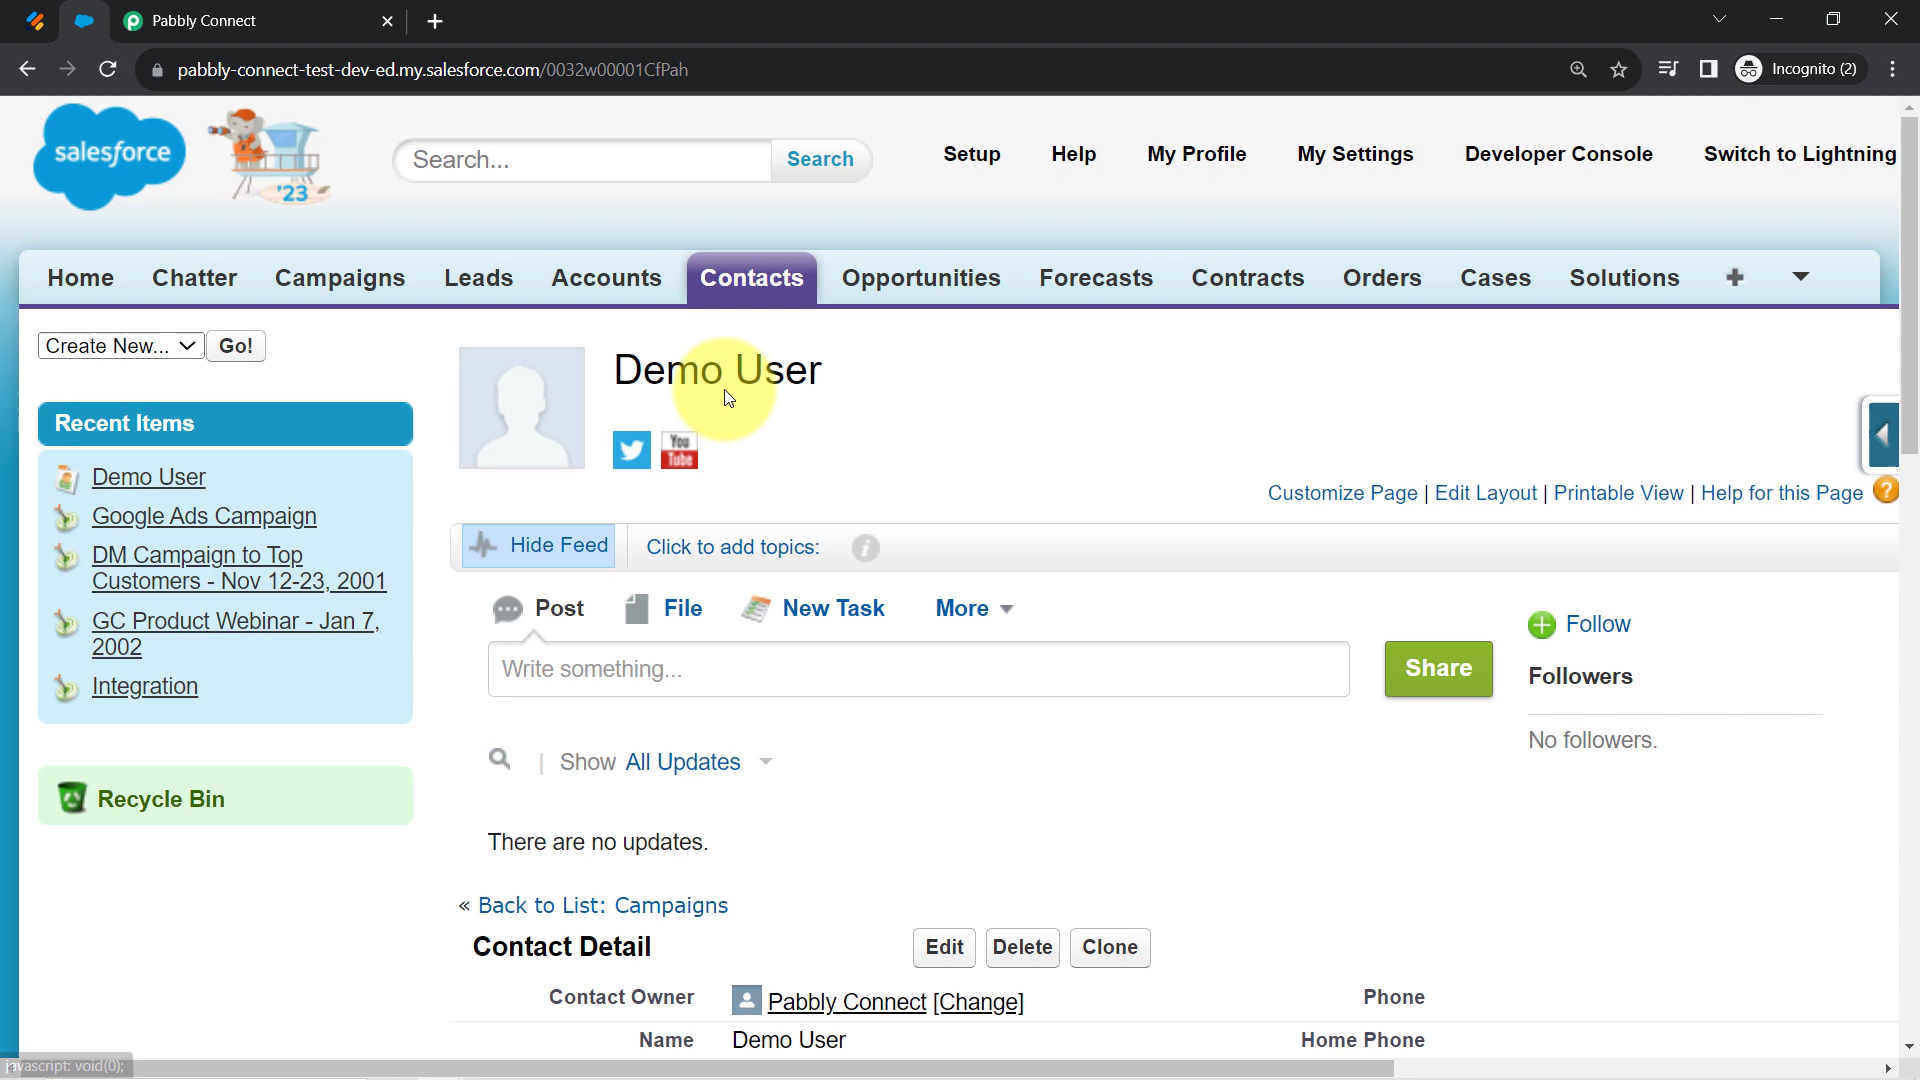 Pabbly Connect
pabbly-connect-test-dev-ed.my.salesforce.com/0032w00001CfPah
Incognito (2)
salesforce
'23
Search...
Search
Setup
Help
My Profile
My Settings
Developer Console
Switch to Lightning
Home
Chatter
Campaigns
Leads
Accounts
Contacts
Opportunities
Forecasts
Contracts
Orders
Cases
Solutions
Create New...
Go!
Recent Items
Demo User
Google Ads Campaign
DM Campaign to Top
Customers - Nov 12-23, 2001
GC Product Webinar - Jan 7,
2002
Integration
Recycle Bin
Demo User
You
Tube
Customize Page | Edit Layout | Printable View | Help for this Page
Hide Feed
Click to add topics:
Post
File
New Task
More
Write something...
Share
Follow
Followers
No followers.
Show All Updates
There are no updates.
« Back to List: Campaigns
Contact Detail
Edit
Delete
Clone
Contact Owner
Pabbly Connect [Change]
Phone
Name
Demo User
Home Phone
javascript: void(0);